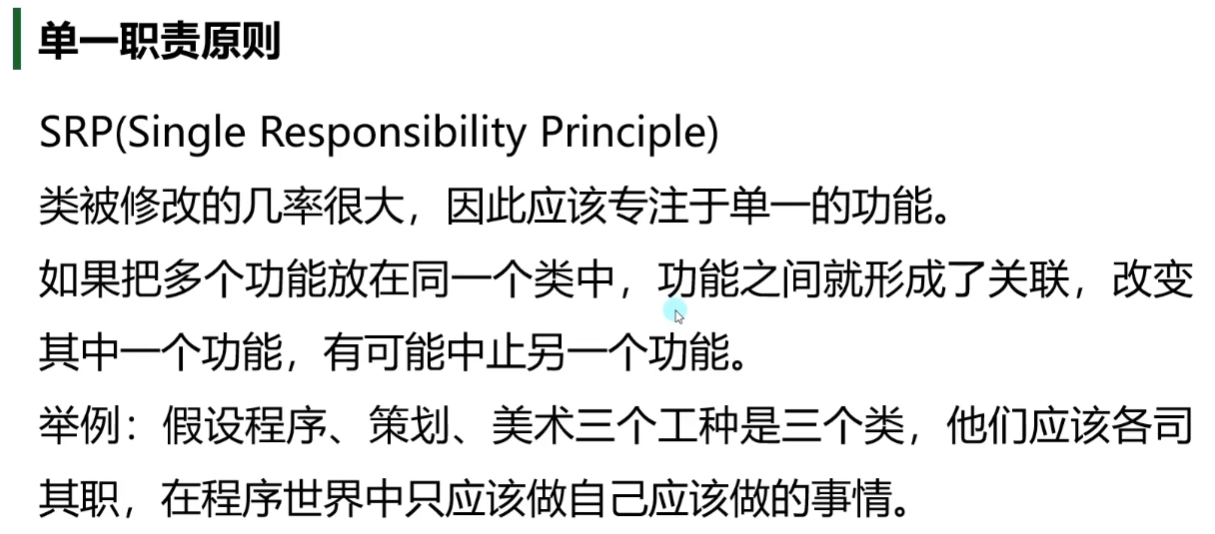 单一职责原则
SRP(Single Responsibility Principle)
类被修改的几率很大，因此应该专注于单一的功能。
如果把多个功能放在同一个类中，功能之间就形成了关联，改变
其中一个功能，有可能中止另一个功能。
举例：假设程序、策划、美术三个工种是三个类，他们应该各司
其职，在程序世界中只应该做自己应该做的事情。